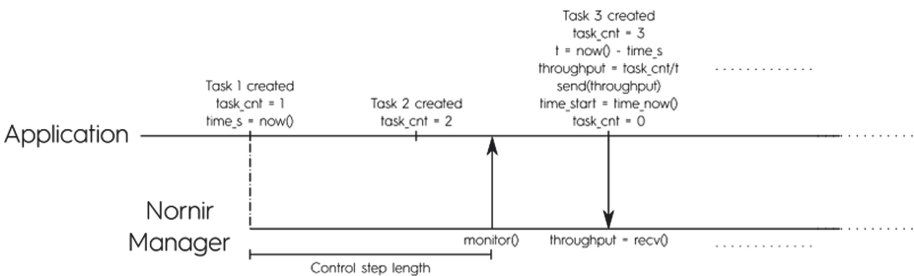 Task 3 created
task_cnt = 3
t = now() - time_s
throughput = task_cnt/t
send(throughput)
time_start = time_now()
task_cnt = 0
Task 1 created
task_cnt = 1
time_s = now()
Task 2 created
task_cnt = 2
Application
Nornir
Manager
monitor()
throughput = recv()
Control step length